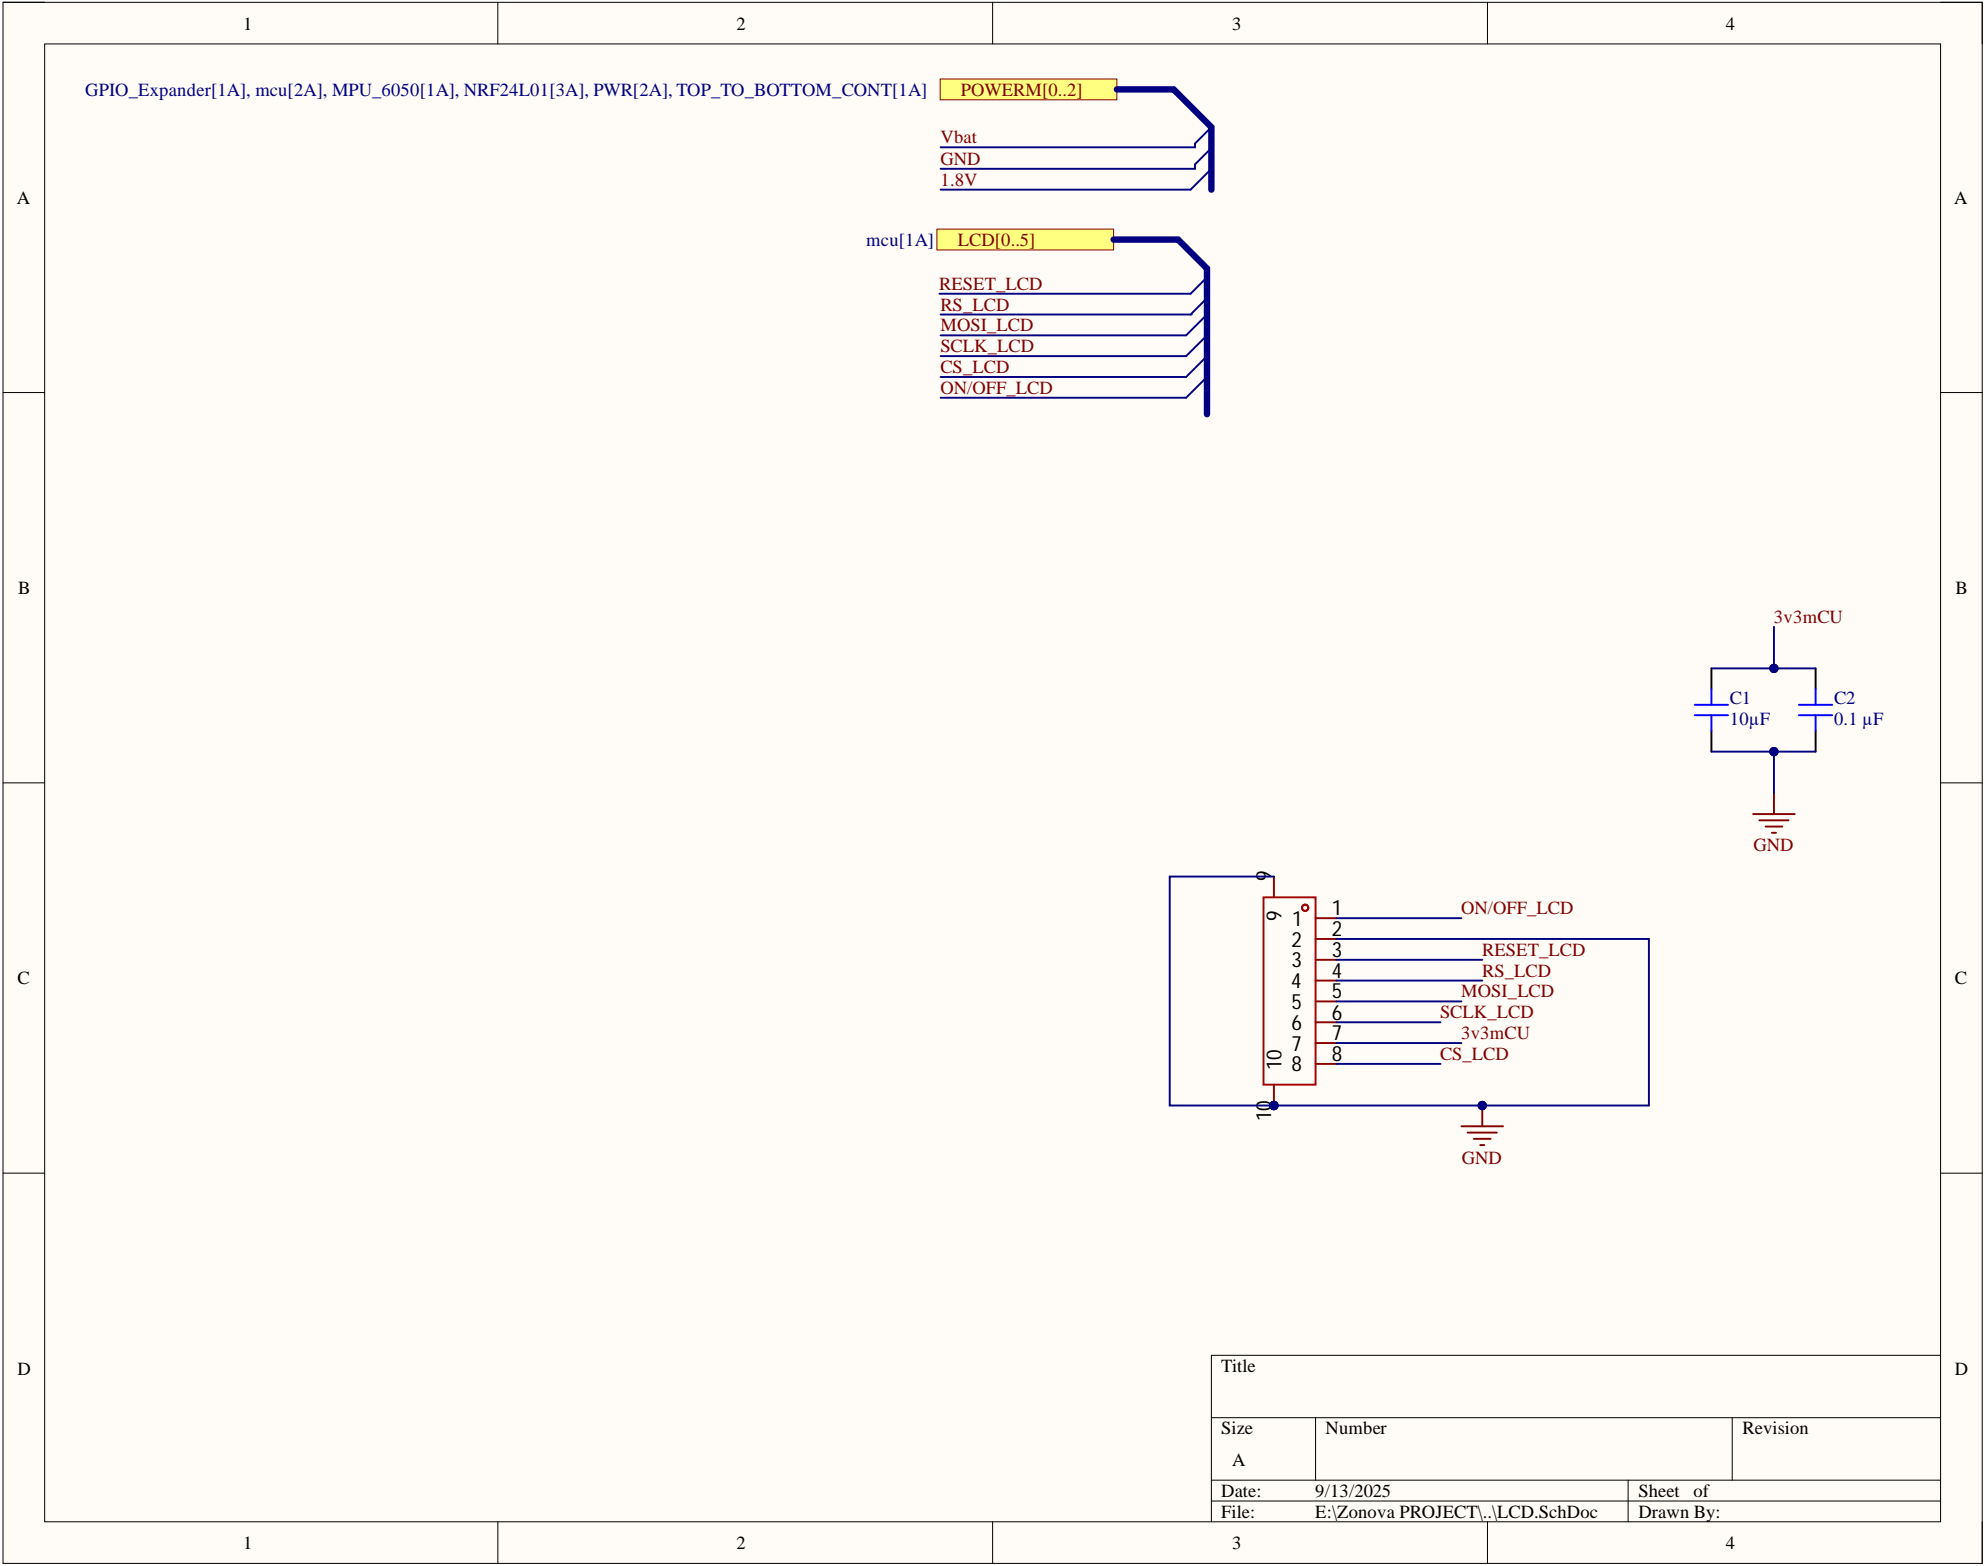 1 2 3 4
GPIO_Expander[1A], mcu[2A], MPU_6050[1A], NRF24L01[3A], PWR[2A], TOP_TO_BOTTOM_CONT[1A] POWERM[0..2]
Vbat
GND
1.8V
A A
mcu[1A] LCD[0..5]
RESET_LCD
RS_LCD
MOSI_LCD
SCLK_LCD
CS_LCD
ON/OFF_LCD
B B
3v3mCU
C1 C2
10µF 0.1 µF
GND
9
9 1 1 ON/OFF_LCD
2 2
3 3 RESET_LCD
4 4 RS_LCD
C C
5 5 MOSI_LCD
6 6 SCLK_LCD
7 7 3v3mCU
10 8 8 CS_LCD
10
GND
D D
Title
Size Number Revision
A
Date: 9/13/2025 Sheet of
File: E:\Zonova PROJECT\..\LCD.SchDoc Drawn By:
1 2 3 4